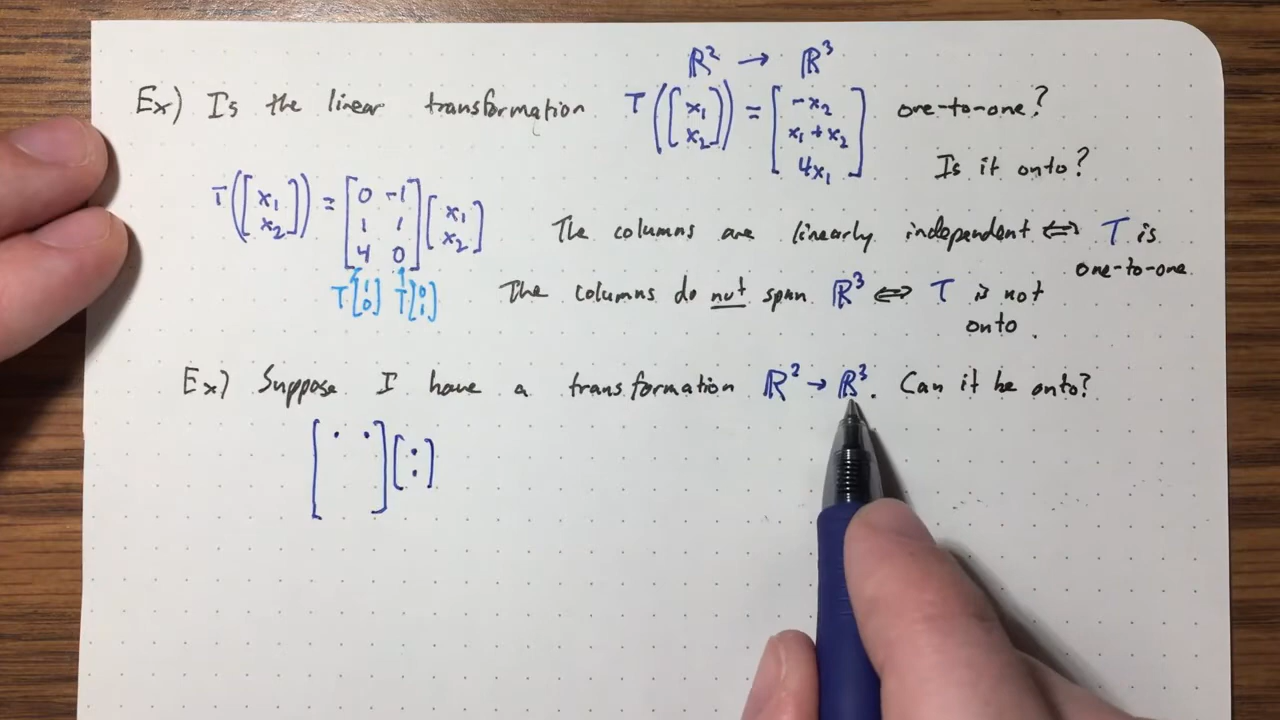 ℝ² → ℝ³
Ex) Is the linear transformation T([x₁ x₂]) = [-x₂ x₁+x₂ 4x₁] one-to-one?
Is it onto?
T([x₁ x₂]) = [0 -1 1 1 4 0][x₁ x₂]
The columns are linearly independent ⇔ T is
one-to-one.
T[1 0] T[0 1]
The columns do not span ℝ³ ⇔ T is not
onto.
Ex) Suppose I have a transformation ℝ² → ℝ³. Can it be onto?
[· ·][: ]